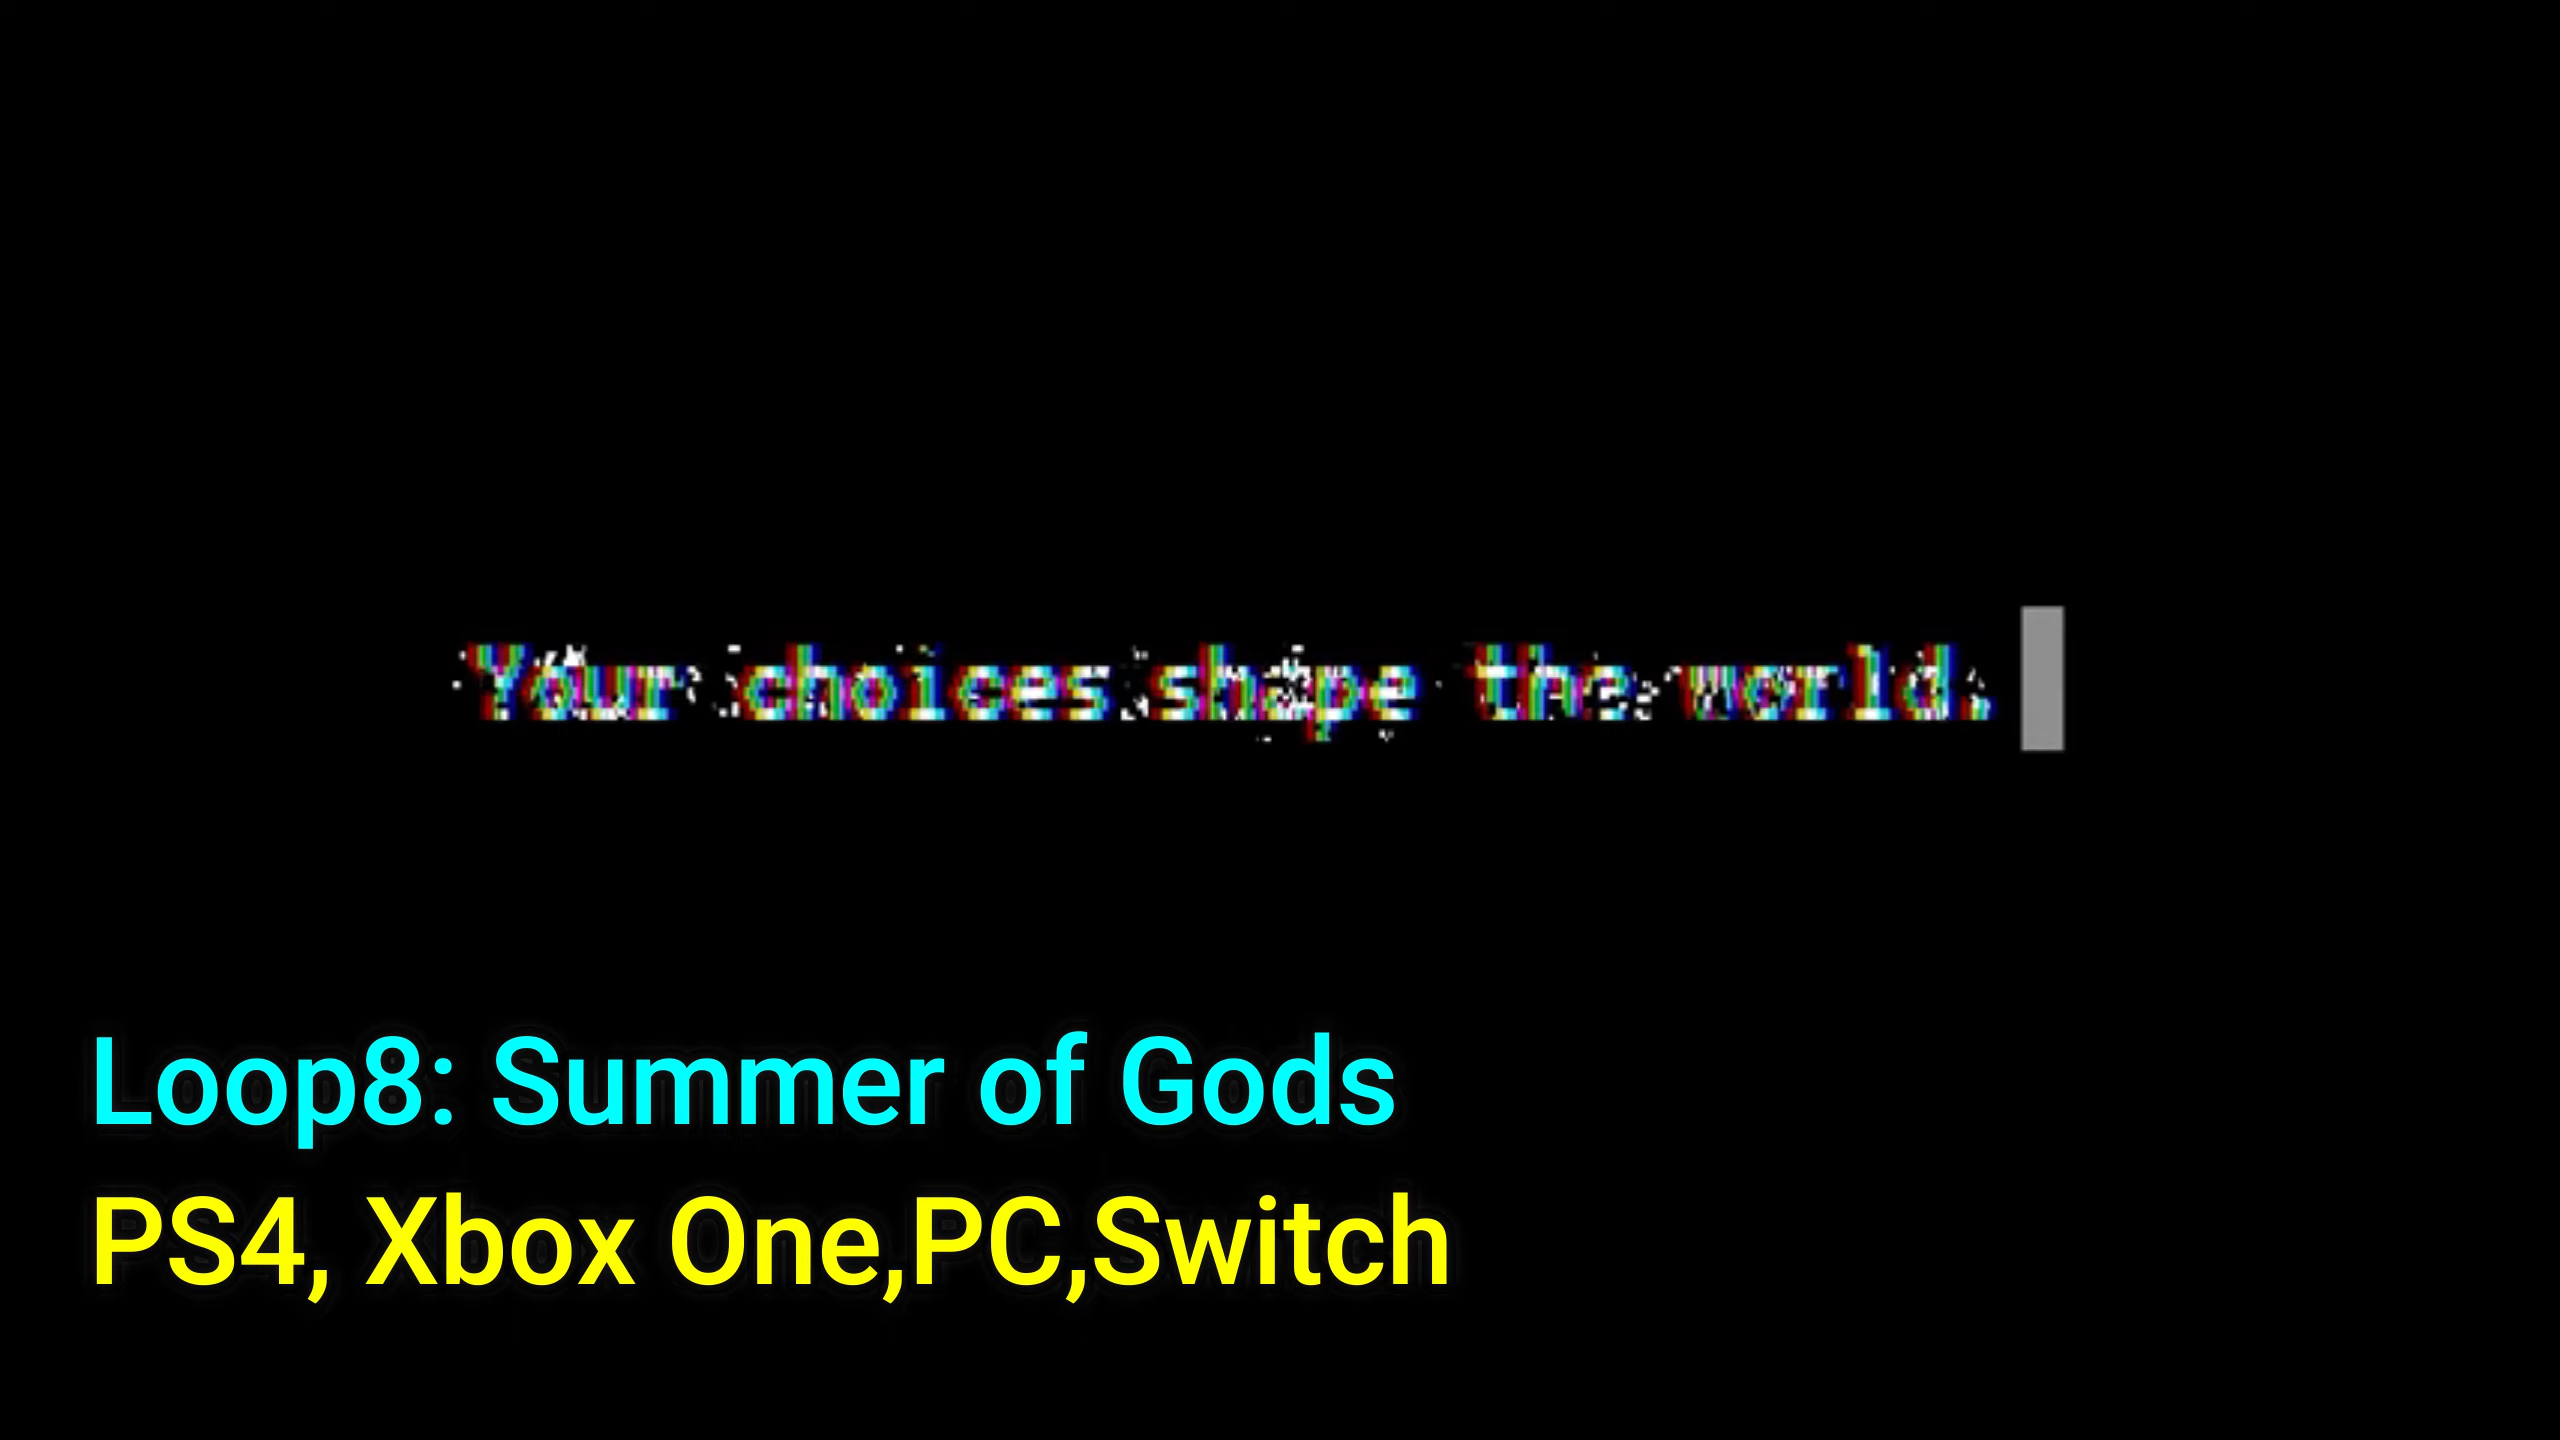 Your choices shape the world.
Loop8: Summer of Gods
PS4, Xbox One,PC,Switch